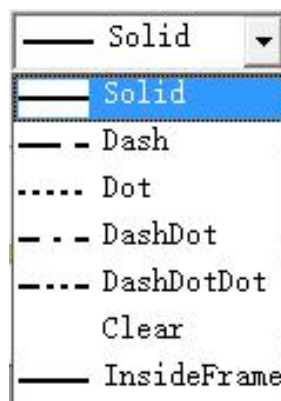 Solid
Solid
Dash
Dot
DashDot
DashDotDot
Clear
InsideFrame